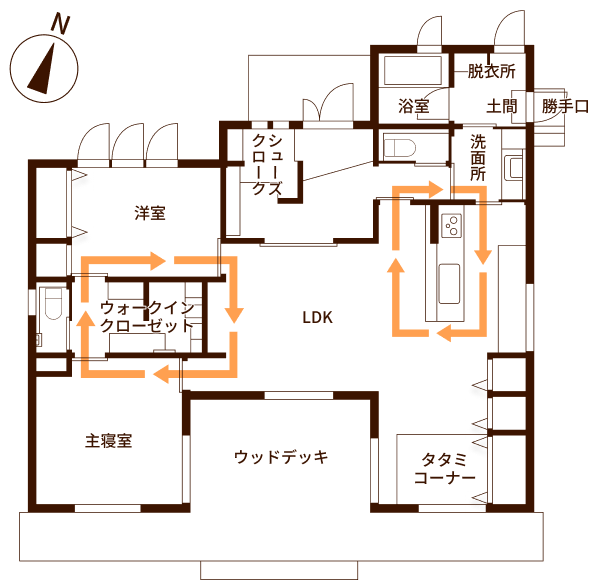 N
脱衣所
浴室
土間
勝手口
シューズ
クローク
洗面所
洋室
ウォークイン
クローゼット
LDK
主寝室
ウッドデッキ
タタミ
コーナー